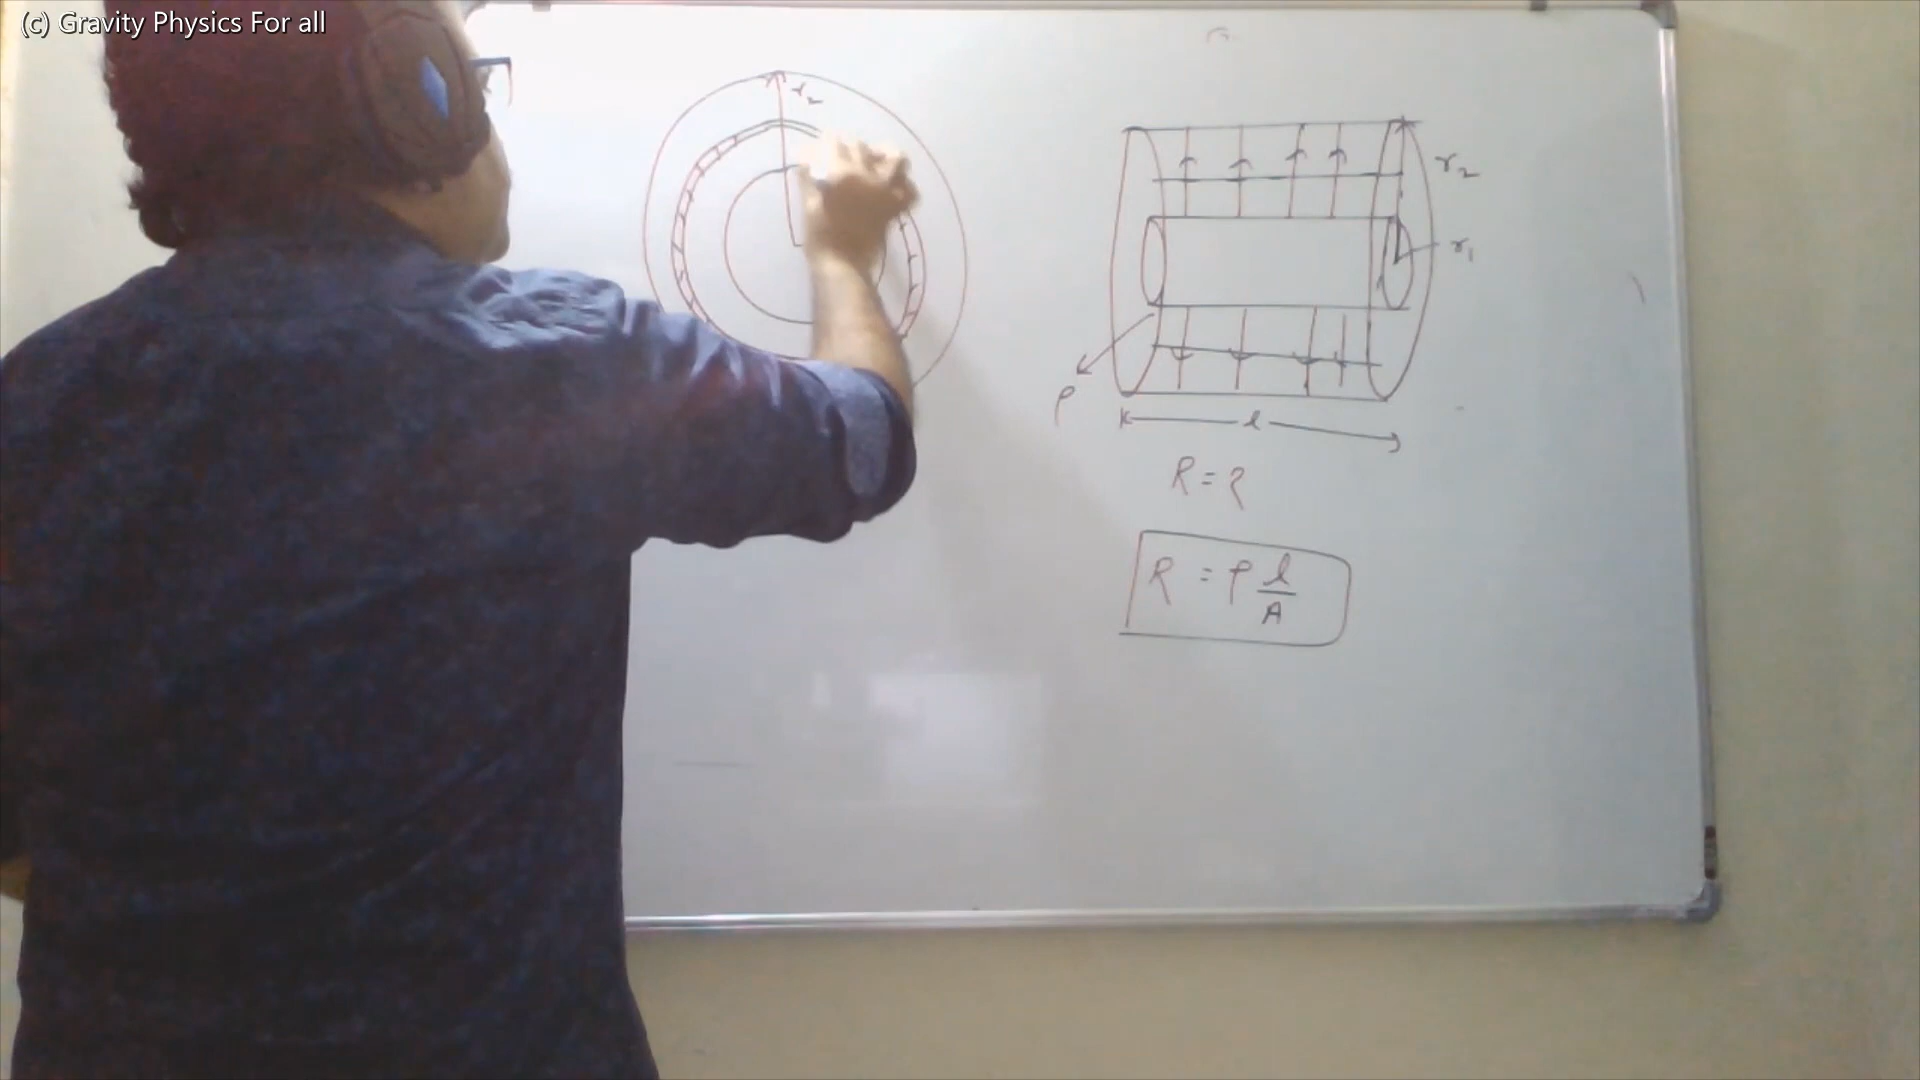 (c) Gravity Physics For all
r₂
r₂
r₁
ρ
l
R = ?
R = ρ l/A